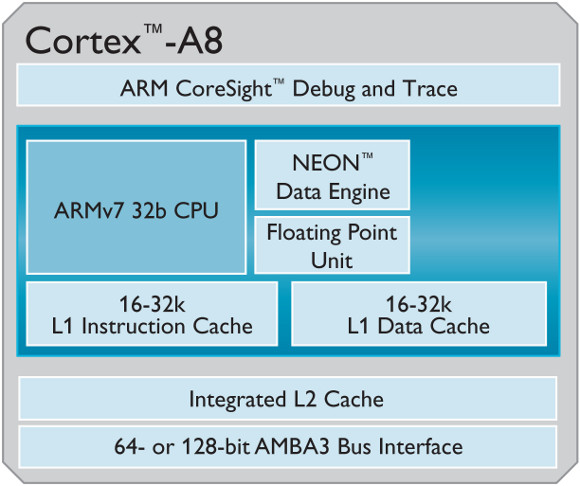 Cortex™-A8
ARM CoreSight™ Debug and Trace
ARMv7 32b CPU
NEON™
Data Engine
Floating Point
Unit
16-32k
L1 Instruction Cache
16-32k
L1 Data Cache
Integrated L2 Cache
64- or 128-bit AMBA3 Bus Interface